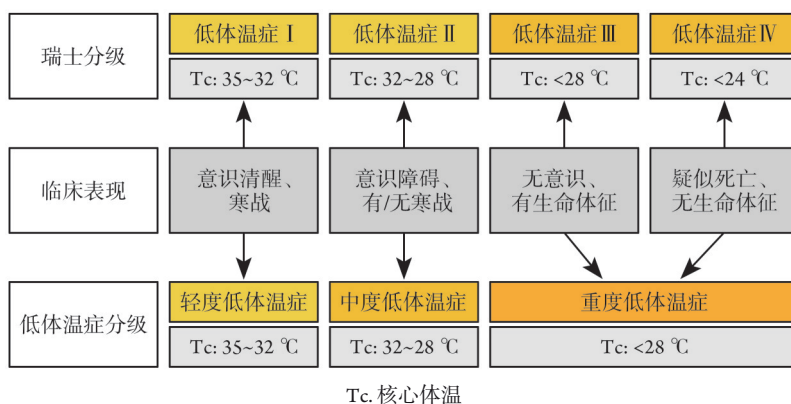 瑞士分级
低体温症 I
低体温症 II
低体温症 III
低体温症 IV
Tc: 35~32 ℃
Tc: 32~28 ℃
Tc: <28 ℃
Tc: <24 ℃
临床表现
意识清醒、
寒战
意识障碍、
有/无寒战
无意识、
有生命体征
疑似死亡、
无生命体征
低体温症分级
轻度低体温症
中度低体温症
重度低体温症
Tc: 35~32 ℃
Tc: 32~28 ℃
Tc: <28 ℃
Tc. 核心体温